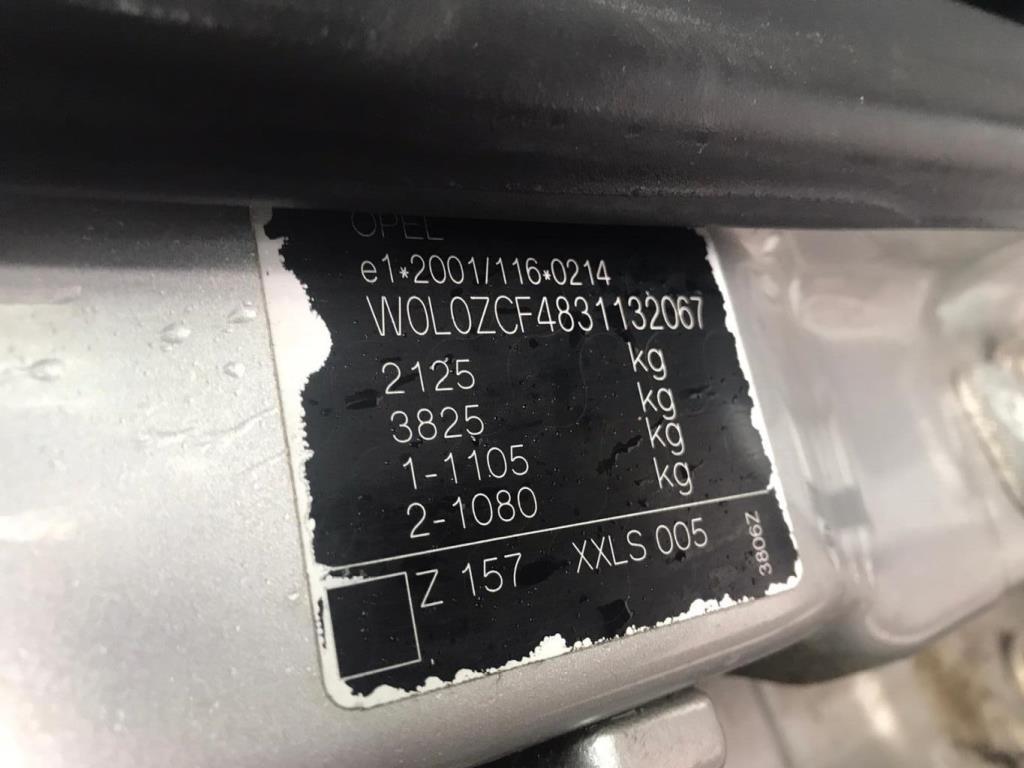 OPEL
e1*2001/116*0214
W0L0ZCF4831132067
2125 kg
3825 kg
1-1105 kg
2-1080 kg
Z 157 XXLS 005
3806Z